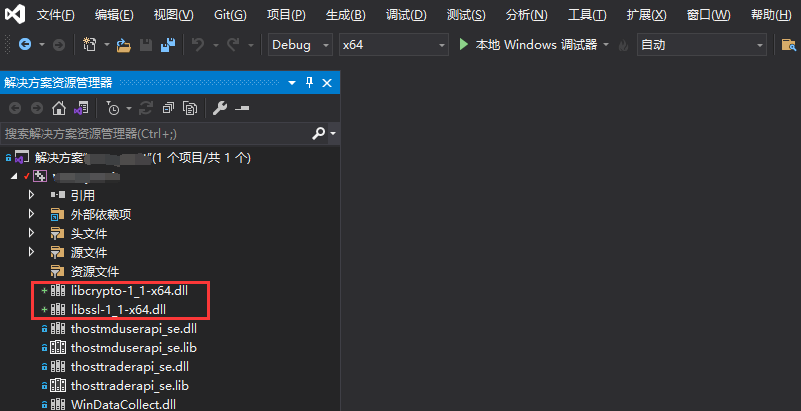 文件(F) 编辑(E) 视图(V) Git(G) 项目(P) 生成(B) 调试(D) 测试(S) 分析(N) 工具(T) 扩展(X) 窗口(W) 帮助(H)
Debug x64 本地 Windows 调试器 自动
解决方案资源管理器
搜索解决方案资源管理器(Ctrl+;)
解决方案“ ”(1 个项目/共 1 个)
引用
外部依赖项
头文件
源文件
资源文件
libcrypto-1_1-x64.dll
libssl-1_1-x64.dll
thostmduserapi_se.dll
thostmduserapi_se.lib
thosttraderapi_se.dll
thosttraderapi_se.lib
WinDataCollect.dll